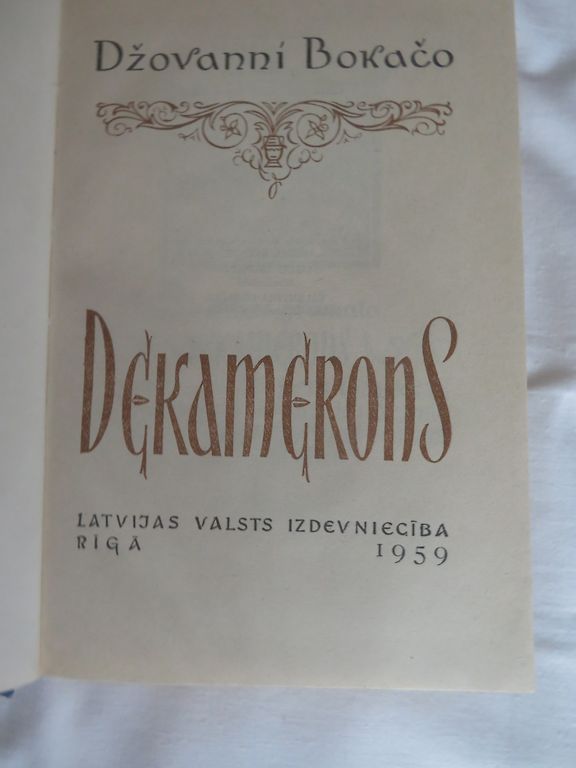 Džovanni Bokačo
DEKAMERONS
LATVIJAS VALSTS IZDEVNIECĪBA
RĪGĀ 1959